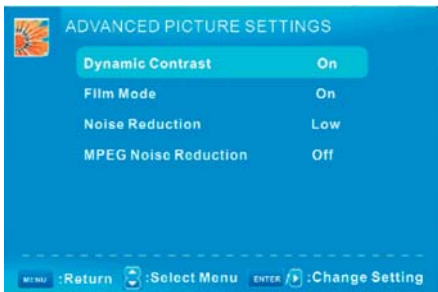 ADVANCED PICTURE SETTINGS
Dynamic Contrast On
Film Mode On
Noise Reduction Low
MPEG Noise Reduction Off
MENU :Return :Select Menu ENTER / :Change Setting